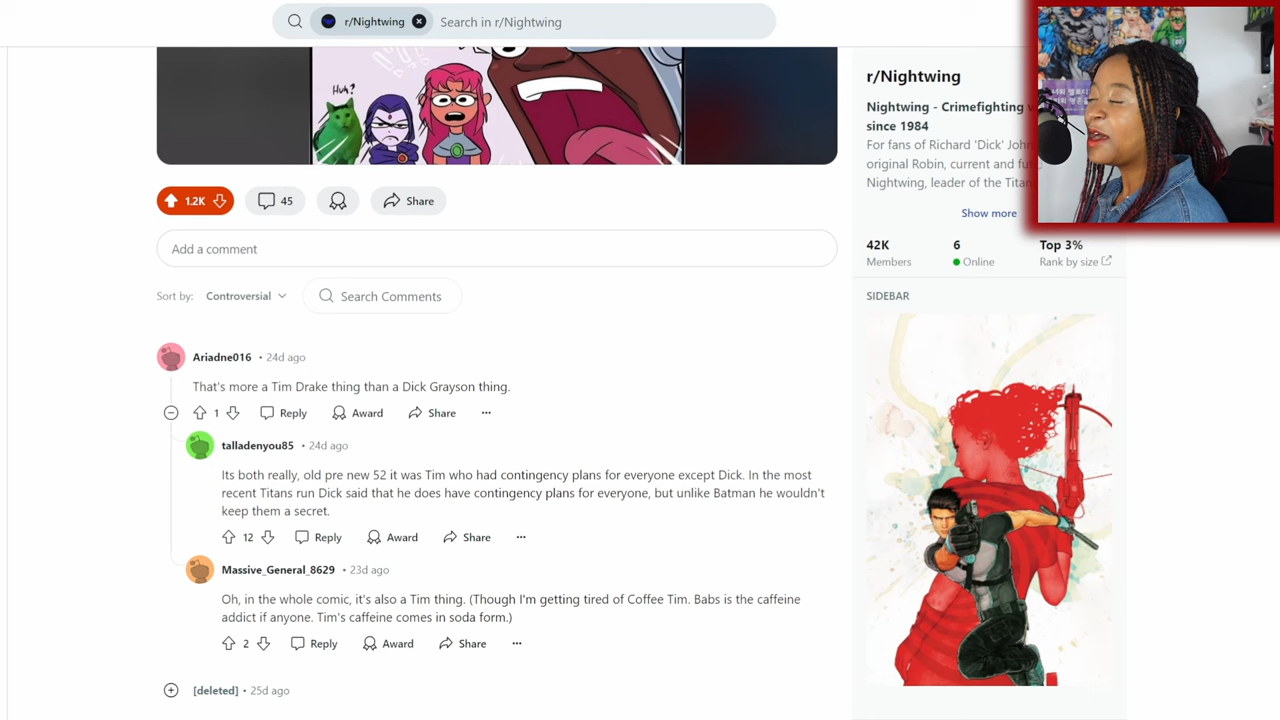 r/Nightwing
Search in r/Nightwing
Huh?
1.2K
45
Share
Add a comment
Sort by: Controversial
Search Comments
Ariadne016 • 24d ago
That's more a Tim Drake thing than a Dick Grayson thing.
1 Reply Award Share
talladenyou85 • 24d ago
Its both really, old pre new 52 it was Tim who had contingency plans for everyone except Dick. In the most
recent Titans run Dick said that he does have contingency plans for everyone, but unlike Batman he wouldn't
keep them a secret.
12 Reply Award Share
Massive_General_8629 • 23d ago
Oh, in the whole comic, it's also a Tim thing. (Though I'm getting tired of Coffee Tim. Babs is the caffeine
addict if anyone. Tim's caffeine comes in soda form.)
2 Reply Award Share
[deleted] • 25d ago
r/Nightwing
Nightwing - Crimefighting
since 1984
For fans of Richard 'Dick'
original Robin, current and
Nightwing, leader of the
Show more
42K 6 Top 3%
Members Online Rank by size
SIDEBAR